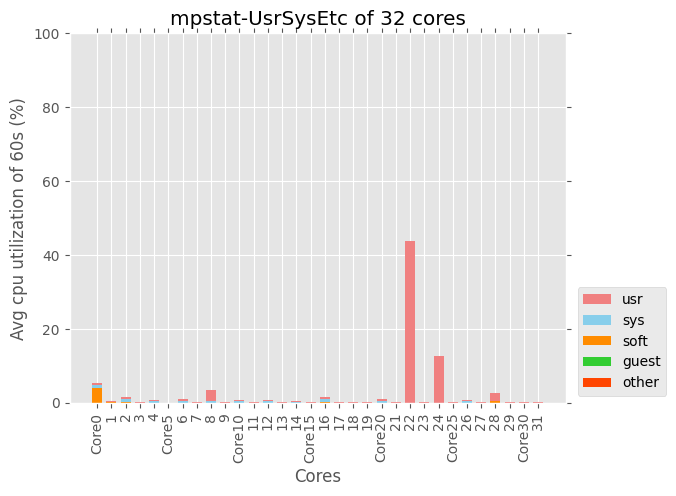 mpstat-UsrSysEtc of 32 cores
100
80
60
40
20
0
Avg cpu utilization of 60s (%)
Core0
1
2
3
4
Core5
6
7
8
9
Core10
11
12
13
14
Core15
16
17
18
19
Core20
21
22
23
24
Core25
26
27
28
29
Core30
31
Cores
usr
sys
soft
guest
other